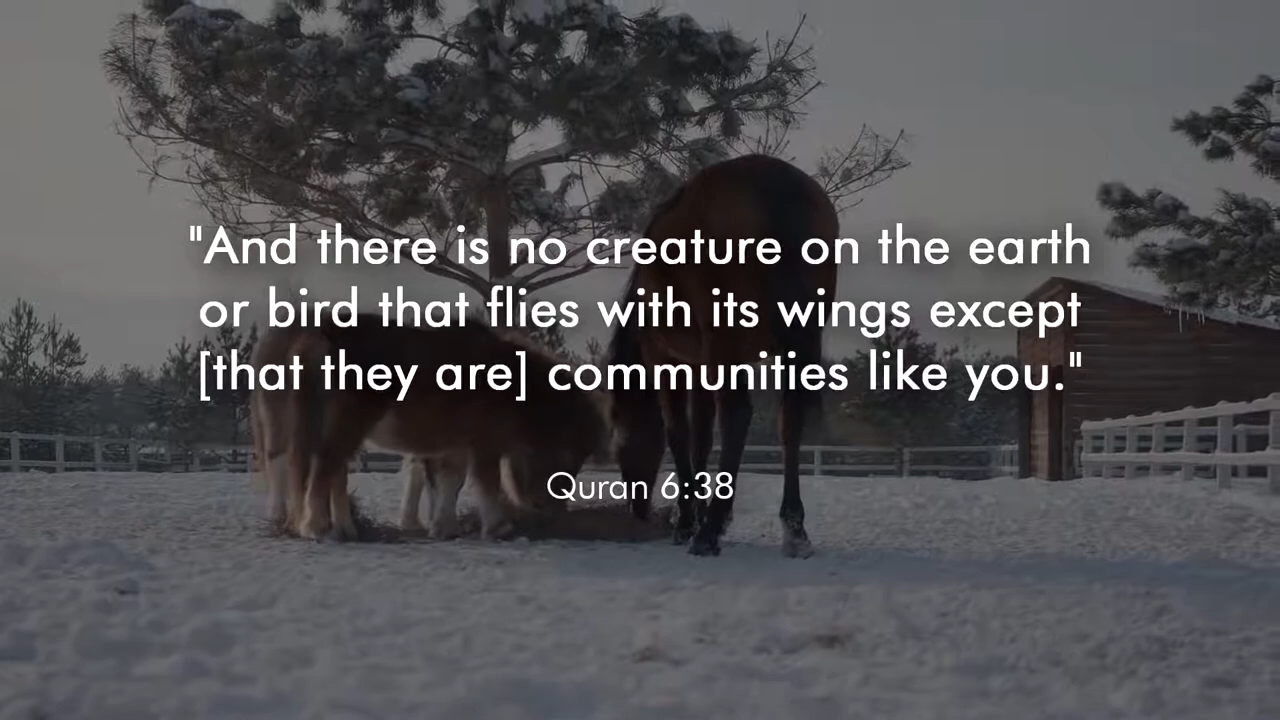 "And there is no creature on the earth
or bird that flies with its wings except
[that they are] communities like you."
Quran 6:38